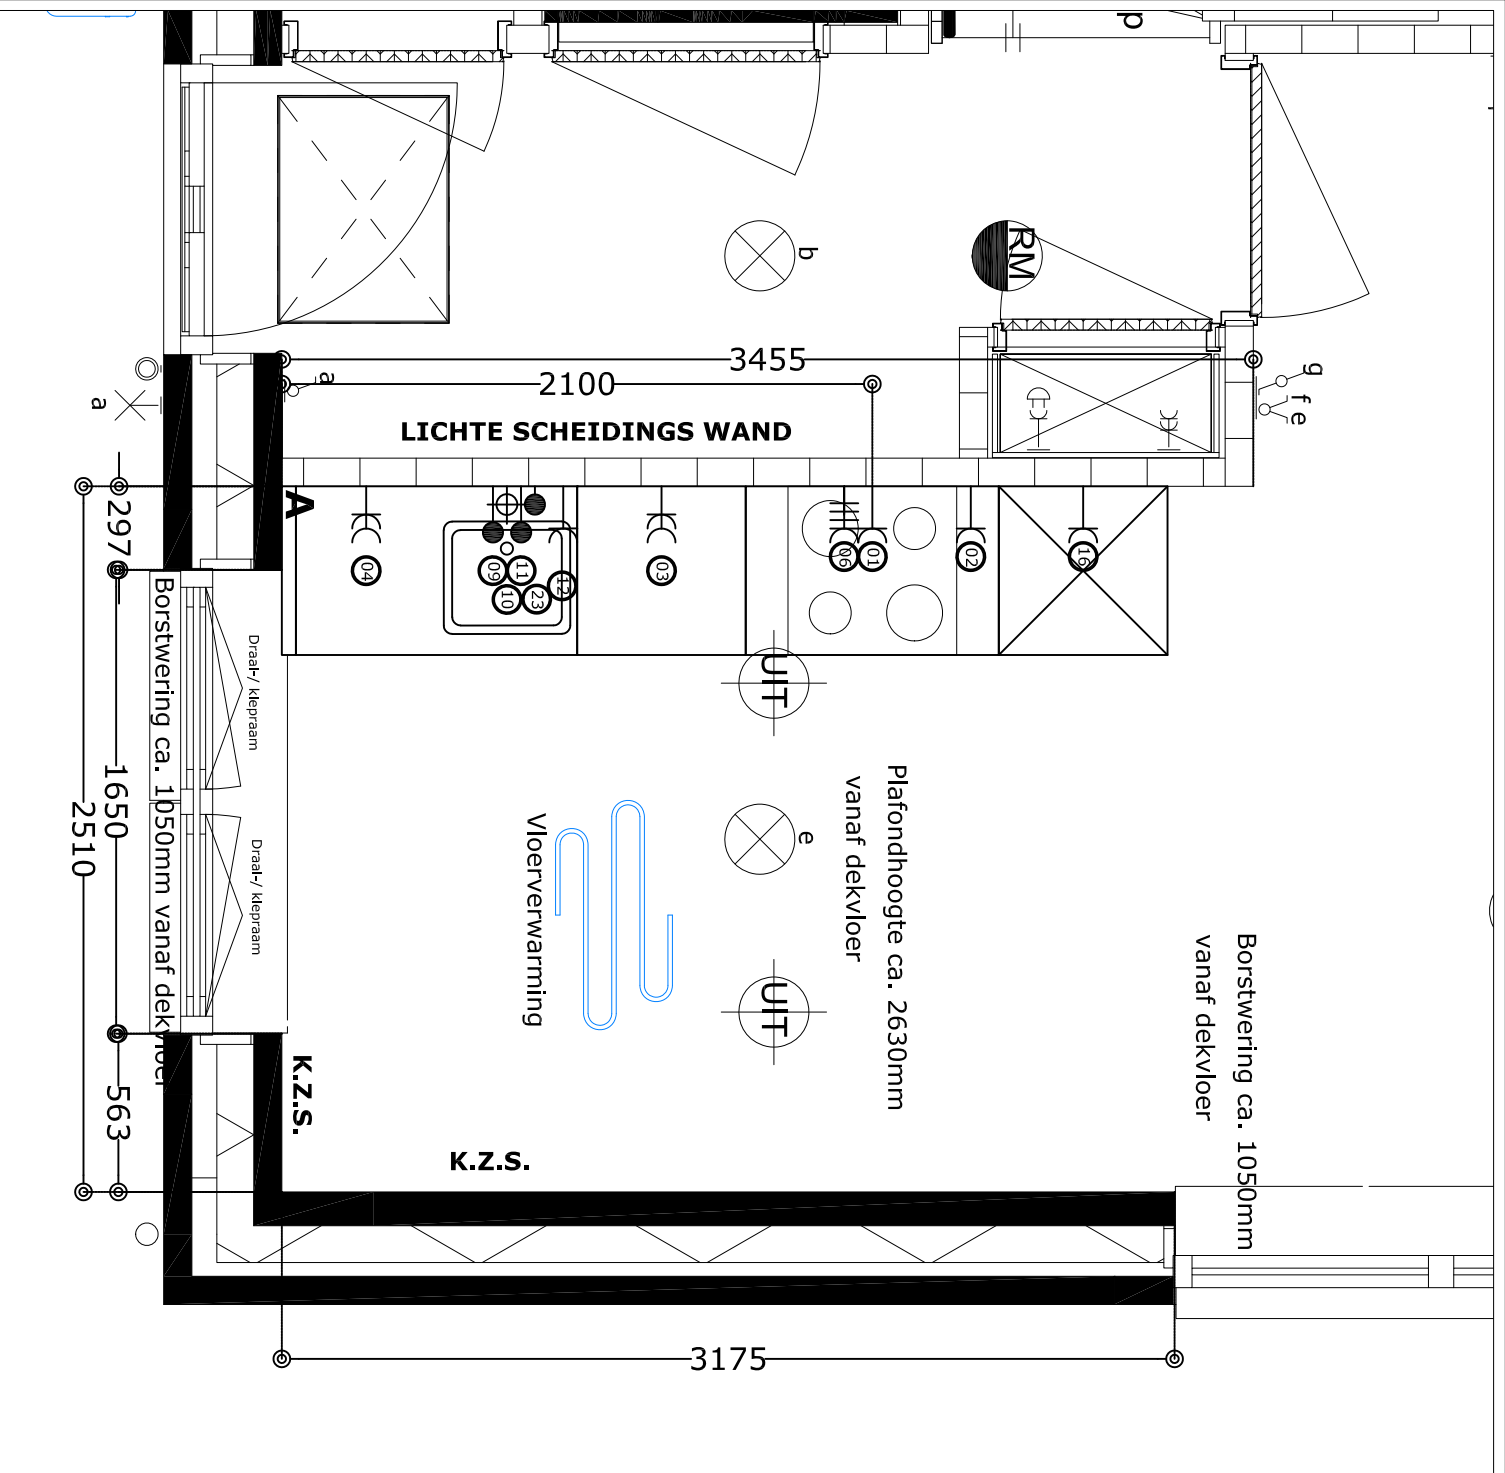 p
b
RM
3455
2100
a
g
f e
a
LICHTE SCHEIDINGS WAND
A
297
04
09
11
10
23
12
03
06
01
02
16
Borstwering ca. 1050mm vanaf dekvloer
Draai-/ kiepraam
Draai-/ kiepraam
1650
2510
563
UIT
e
UIT
Vloerverwarming
Plafondhoogte ca. 2630mm
vanaf dekvloer
Borstwering ca. 1050mm
vanaf dekvloer
K.Z.S.
K.Z.S.
3175